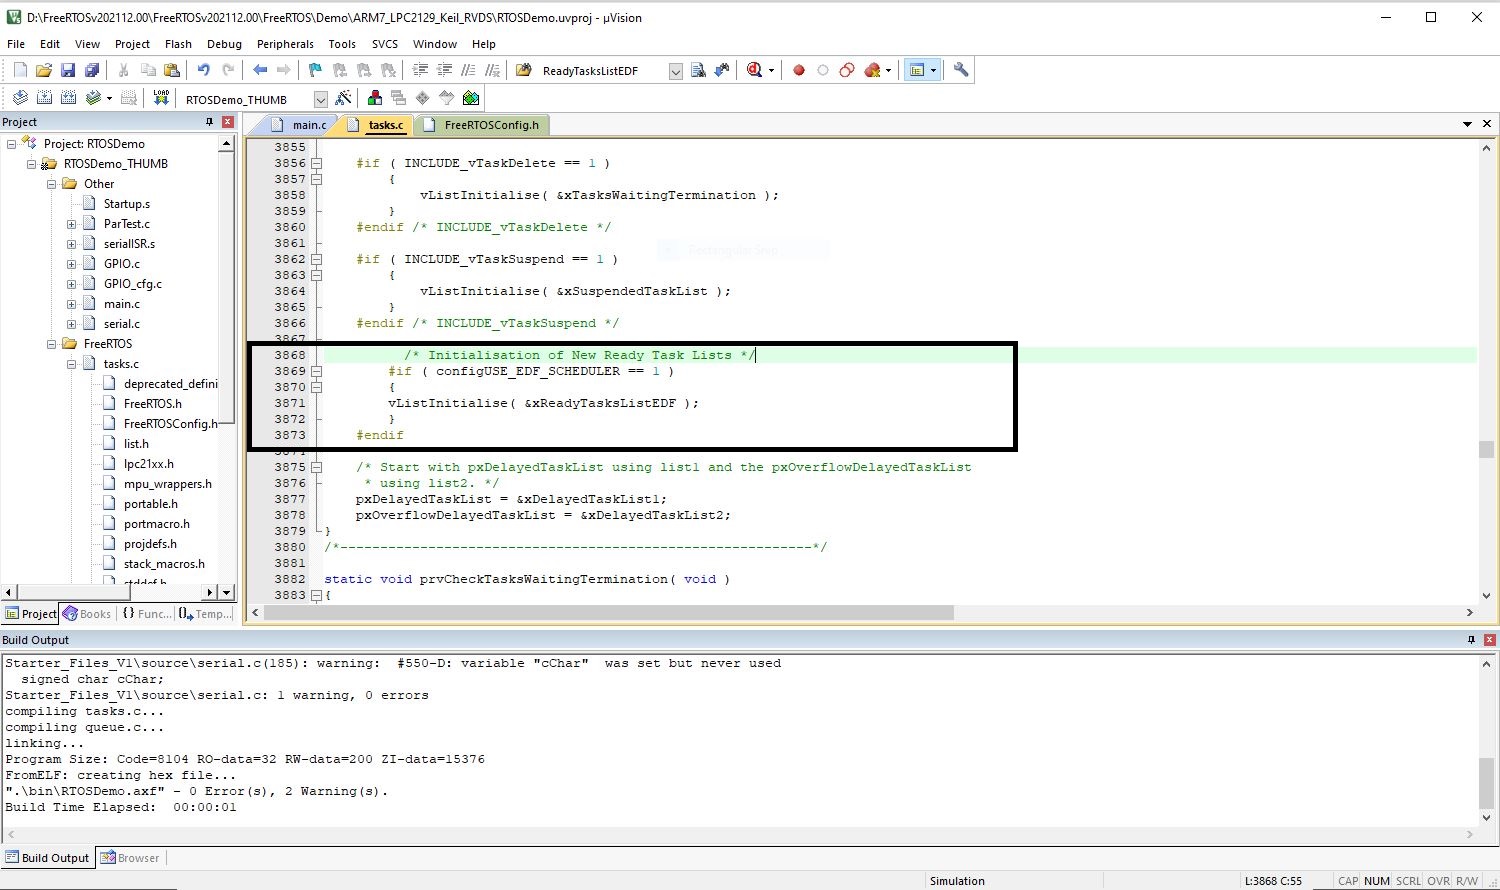 D:\FreeRTOSv202112.00\FreeRTOSv202112.00\FreeRTOS\Demo\ARM7_LPC2129_Keil_RVDS\RTOSDemo.uvproj - µVision
File Edit View Project Flash Debug Peripherals Tools SVCS Window Help
ReadyTasksListEDF
LOAD RTOSDemo_THUMB
Project
Project: RTOSDemo
RTOSDemo_THUMB
Other
Startup.s
ParTest.c
serialISR.s
GPIO.c
GPIO_cfg.c
main.c
serial.c
FreeRTOS
tasks.c
deprecated_defini
FreeRTOS.h
FreeRTOSConfig.h
list.h
lpc21xx.h
mpu_wrappers.h
portable.h
portmacro.h
projdefs.h
stack_macros.h
stddef.h
Project Books {} Func... Temp...
main.c tasks.c FreeRTOSConfig.h
3855
3856 #if ( INCLUDE_vTaskDelete == 1 )
3857 {
3858 vListInitialise( &xTasksWaitingTermination );
3859 }
3860 #endif /* INCLUDE_vTaskDelete */
3861
3862 #if ( INCLUDE_vTaskSuspend == 1 )
3863 {
3864 vListInitialise( &xSuspendedTaskList );
3865 }
3866 #endif /* INCLUDE_vTaskSuspend */
3867
3868 /* Initialisation of New Ready Task Lists */
3869 #if ( configUSE_EDF_SCHEDULER == 1 )
3870 {
3871 vListInitialise( &xReadyTasksListEDF );
3872 }
3873 #endif
3874
3875 /* Start with pxDelayedTaskList using list1 and the pxOverflowDelayedTaskList
3876 * using list2. */
3877 pxDelayedTaskList = &xDelayedTaskList1;
3878 pxOverflowDelayedTaskList = &xDelayedTaskList2;
3879 }
3880 /*-----------------------------------------------------------*/
3881
3882 static void prvCheckTasksWaitingTermination( void )
3883 {
Rectangular Snip
Build Output
Starter_Files_V1\source\serial.c(185): warning:  #550-D: variable "cChar"  was set but never used
signed char cChar;
Starter_Files_V1\source\serial.c: 1 warning, 0 errors
compiling tasks.c...
compiling queue.c...
linking...
Program Size: Code=8104 RO-data=32 RW-data=200 ZI-data=15376
FromELF: creating hex file...
".\bin\RTOSDemo.axf" - 0 Error(s), 2 Warning(s).
Build Time Elapsed:  00:00:01
Build Output Browser
Simulation L:3868 C:55 CAP NUM SCRL OVR R/W